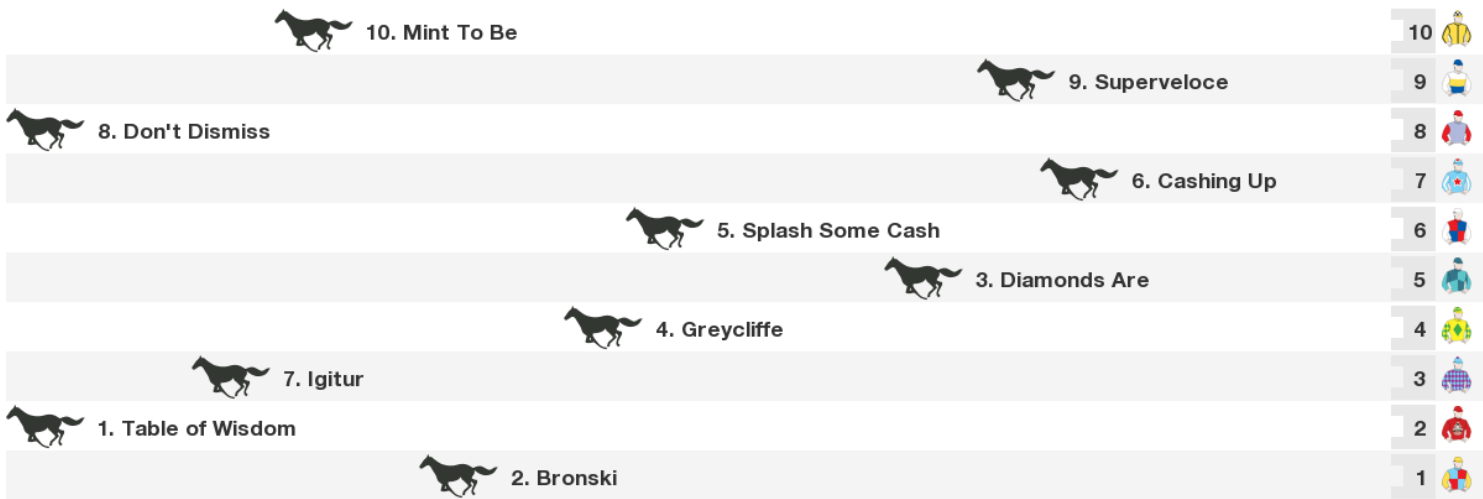 10. Mint To Be 10
9. Superveloce 9
8. Don't Dismiss 8
6. Cashing Up 7
5. Splash Some Cash 6
3. Diamonds Are 5
4. Greycliffe 4
7. Igitur 3
1. Table of Wisdom 2
2. Bronski 1